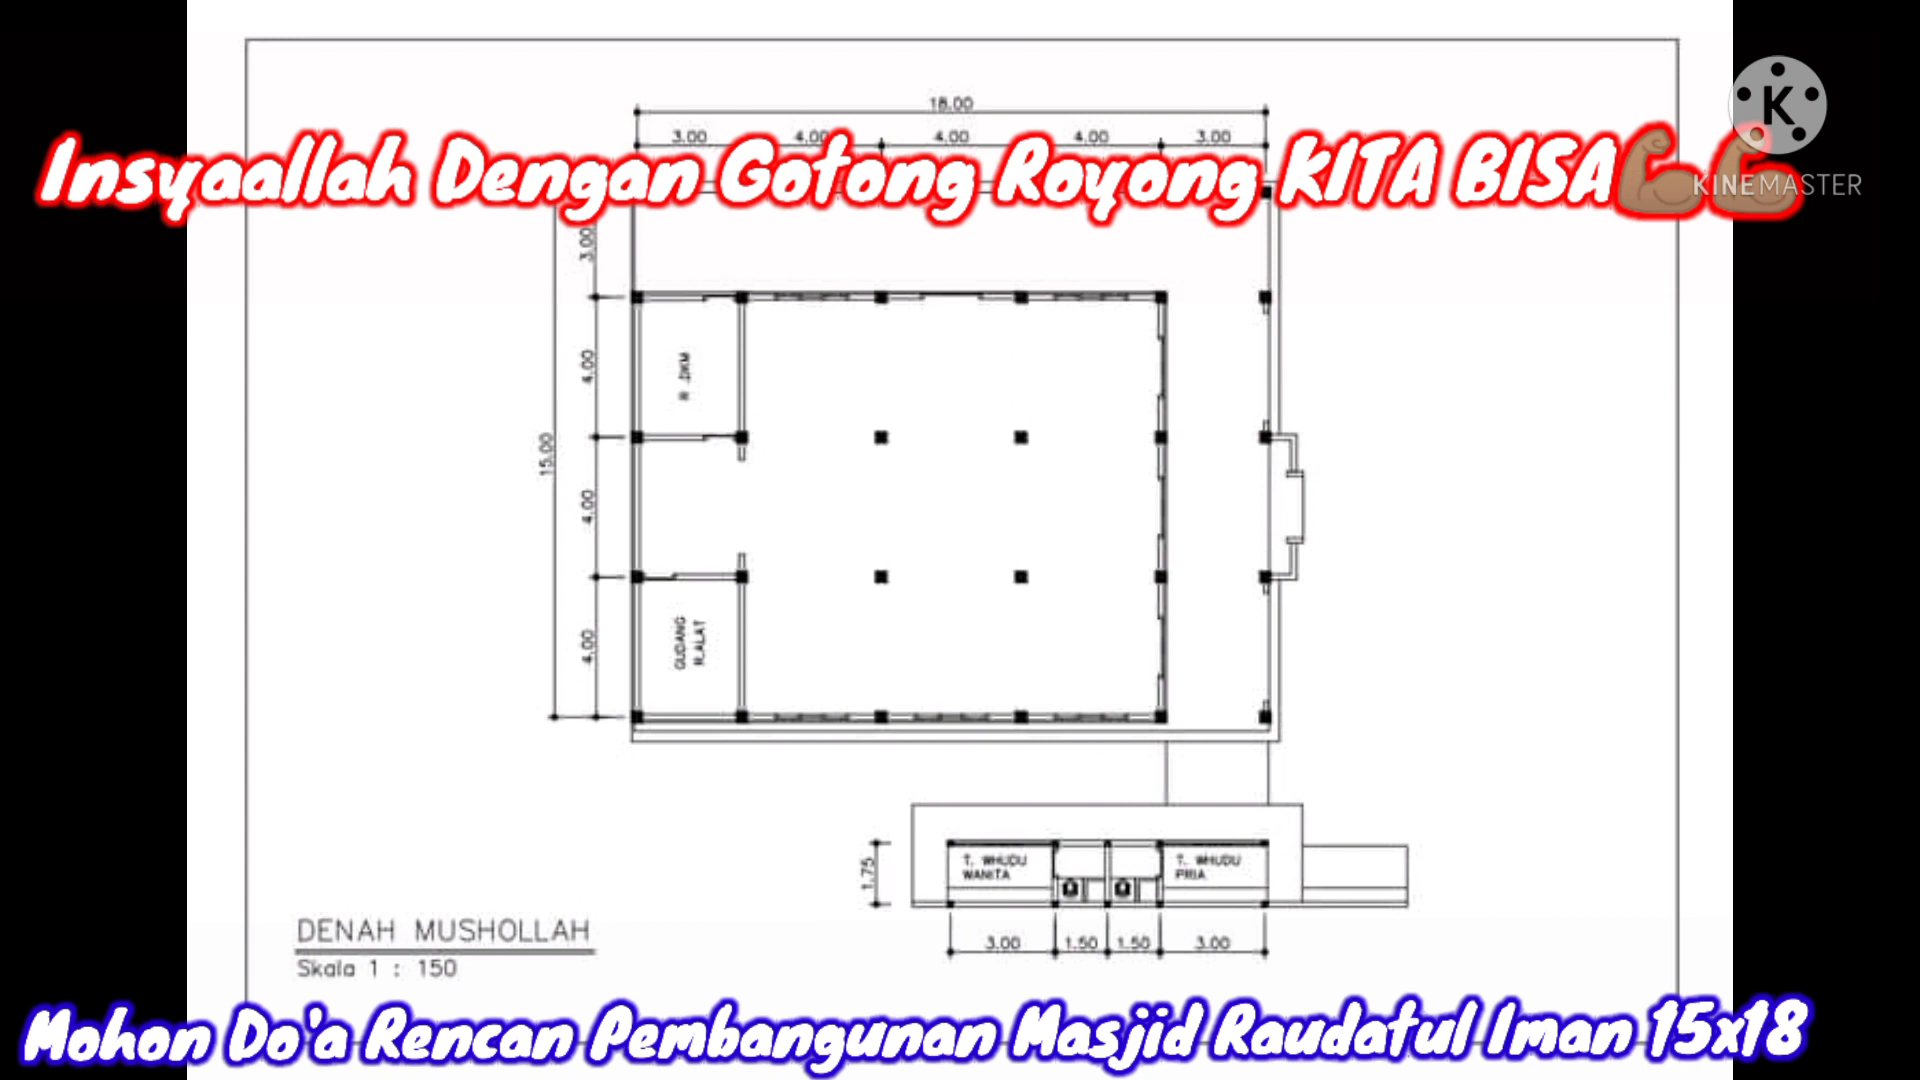 18.00
3.00 4.00 4.00 4.00 3.00
Insyaallah Dengan Gotong Royong KITA BISA💪💪
KINEMASTER
K
3.00
4.00
R .DKM
15.00
4.00
4.00
GUDANG
R.ALAT
1.75
T. WHUDU
WANITA
T. WHUDU
PRIA
3.00 1.50 1.50 3.00
DENAH MUSHOLLAH
Skala 1 : 150
Mohon Do'a Rencan Pembangunan Masjid Raudatul Iman 15x18